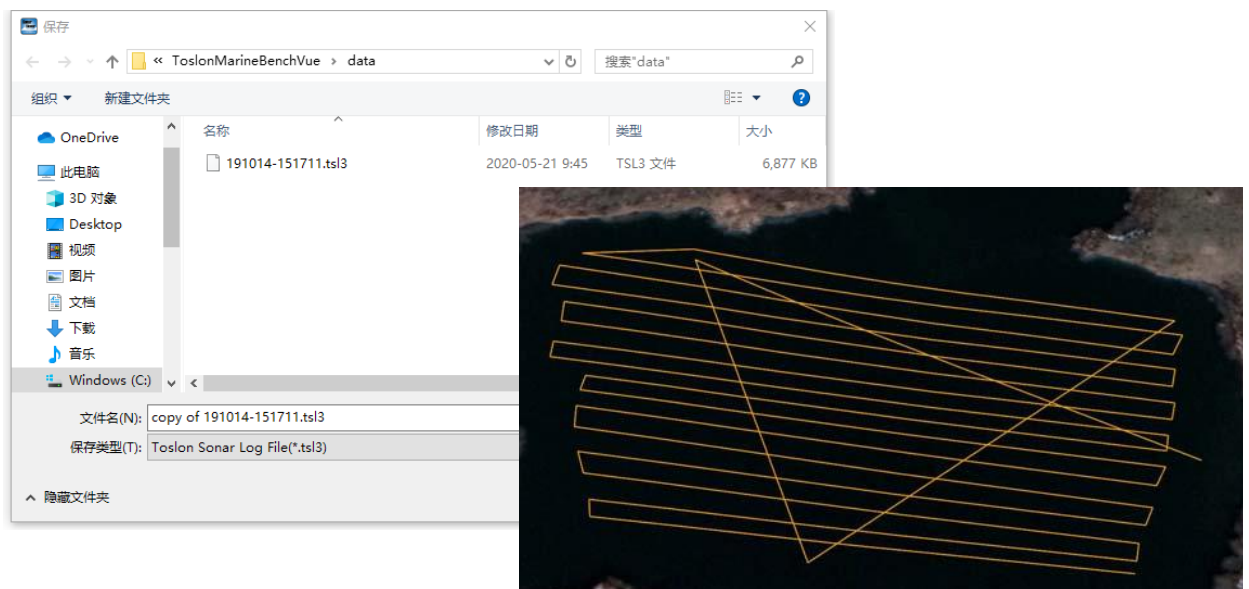 保存
« ToslonMarineBenchVue › data
搜索"data"
组织 新建文件夹
OneDrive
此电脑
3D 对象
Desktop
视频
图片
文档
下载
音乐
Windows (C:)
名称 修改日期 类型 大小
191014-151711.tsl3 2020-05-21 9:45 TSL3 文件 6,877 KB
文件名(N): copy of 191014-151711.tsl3
保存类型(T): Toslon Sonar Log File(*.tsl3)
隐藏文件夹